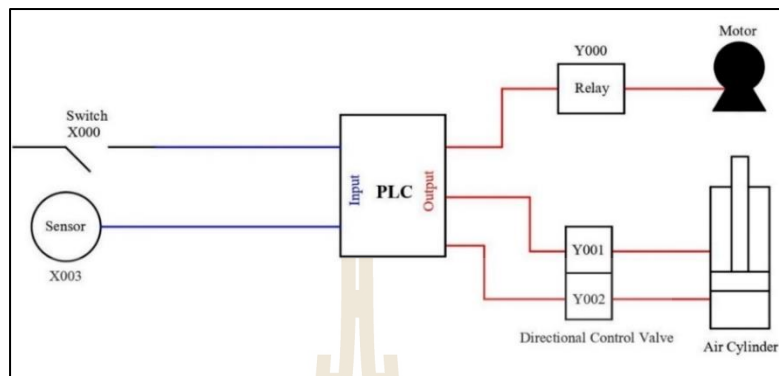 Switch
X000
Sensor
X003
Input
PLC
Output
Y000
Relay
Motor
Y001
Y002
Directional Control Valve
Air Cylinder